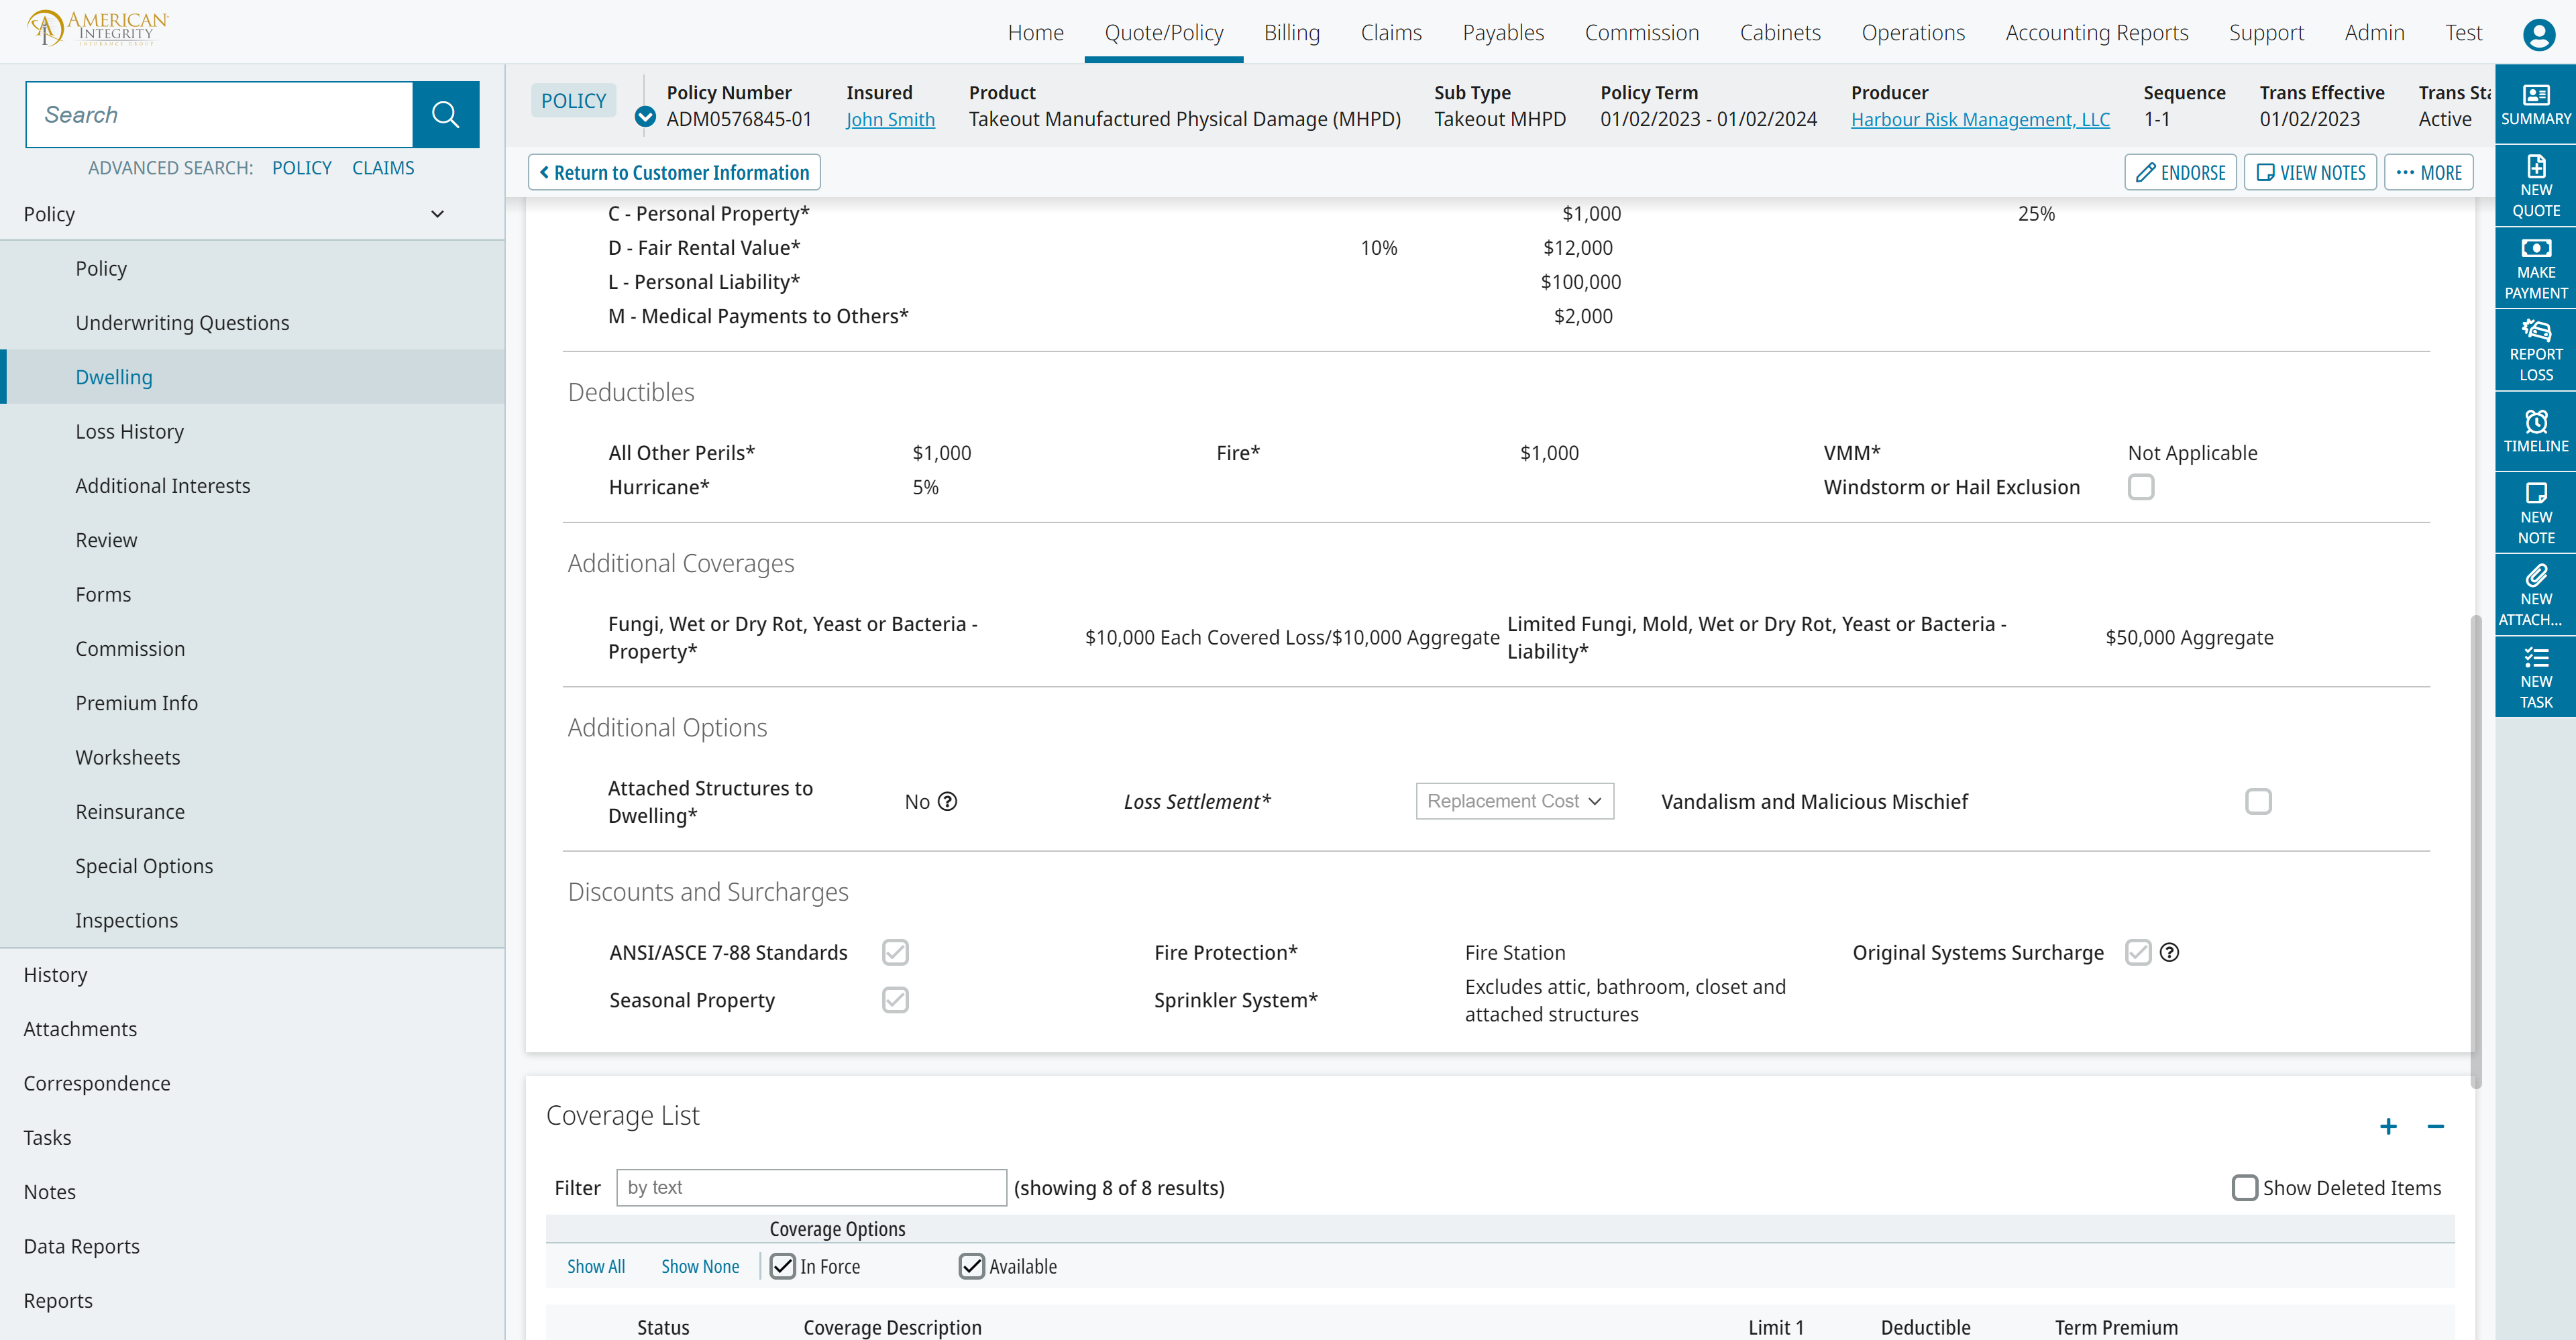 AMERICAN
INTEGRITY
INSURANCE GROUP
Home Quote/Policy Billing Claims Payables Commission Cabinets Operations Accounting Reports Support Admin Test
Search
ADVANCED SEARCH: POLICY CLAIMS
Policy
Policy
Underwriting Questions
Dwelling
Loss History
Additional Interests
Review
Forms
Commission
Premium Info
Worksheets
Reinsurance
Special Options
Inspections
History
Attachments
Correspondence
Tasks
Notes
Data Reports
Reports
POLICY
Policy Number Insured Product Sub Type Policy Term Producer Sequence Trans Effective Trans Sta
ADM0576845-01 John Smith Takeout Manufactured Physical Damage (MHPD) Takeout MHPD 01/02/2023 - 01/02/2024 Harbour Risk Management, LLC 1-1 01/02/2023 Active
Return to Customer Information ENDORSE VIEW NOTES ••• MORE
C - Personal Property* $1,000 25%
D - Fair Rental Value* 10% $12,000
L - Personal Liability* $100,000
M - Medical Payments to Others* $2,000
Deductibles
All Other Perils* $1,000 Fire* $1,000 VMM* Not Applicable
Hurricane* 5% Windstorm or Hail Exclusion
Additional Coverages
Fungi, Wet or Dry Rot, Yeast or Bacteria -
Property*
$10,000 Each Covered Loss/$10,000 Aggregate
Limited Fungi, Mold, Wet or Dry Rot, Yeast or Bacteria -
Liability*
$50,000 Aggregate
Additional Options
Attached Structures to
Dwelling*
No Loss Settlement* Replacement Cost Vandalism and Malicious Mischief
Discounts and Surcharges
ANSI/ASCE 7-88 Standards Fire Protection* Fire Station Original Systems Surcharge
Seasonal Property Sprinkler System* Excludes attic, bathroom, closet and
attached structures
Coverage List
Filter by text (showing 8 of 8 results) Show Deleted Items
Coverage Options
Show All Show None In Force Available
Status Coverage Description Limit 1 Deductible Term Premium
SUMMARY
NEW
QUOTE
MAKE
PAYMENT
REPORT
LOSS
TIMELINE
NEW
NOTE
NEW
ATTACH...
NEW
TASK